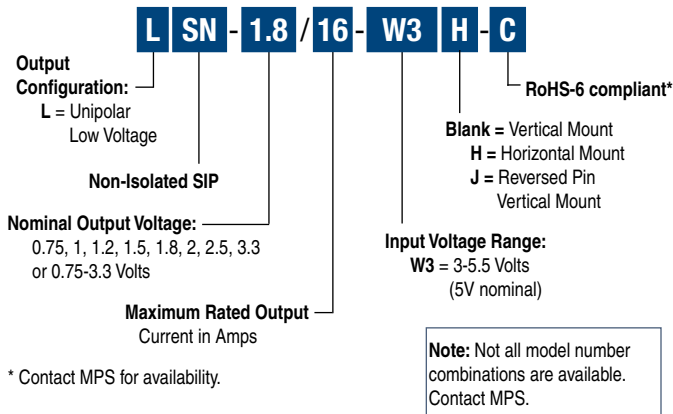 L SN - 1.8 / 16 - W3 H - C
Output
Configuration:
L = Unipolar
Low Voltage
Non-Isolated SIP
Nominal Output Voltage:
0.75, 1, 1.2, 1.5, 1.8, 2, 2.5, 3.3
or 0.75-3.3 Volts
Maximum Rated Output
Current in Amps
RoHS-6 compliant*
Blank = Vertical Mount
H = Horizontal Mount
J = Reversed Pin
Vertical Mount
Input Voltage Range:
W3 = 3-5.5 Volts
(5V nominal)
* Contact MPS for availability.
Note: Not all model number
combinations are available.
Contact MPS.